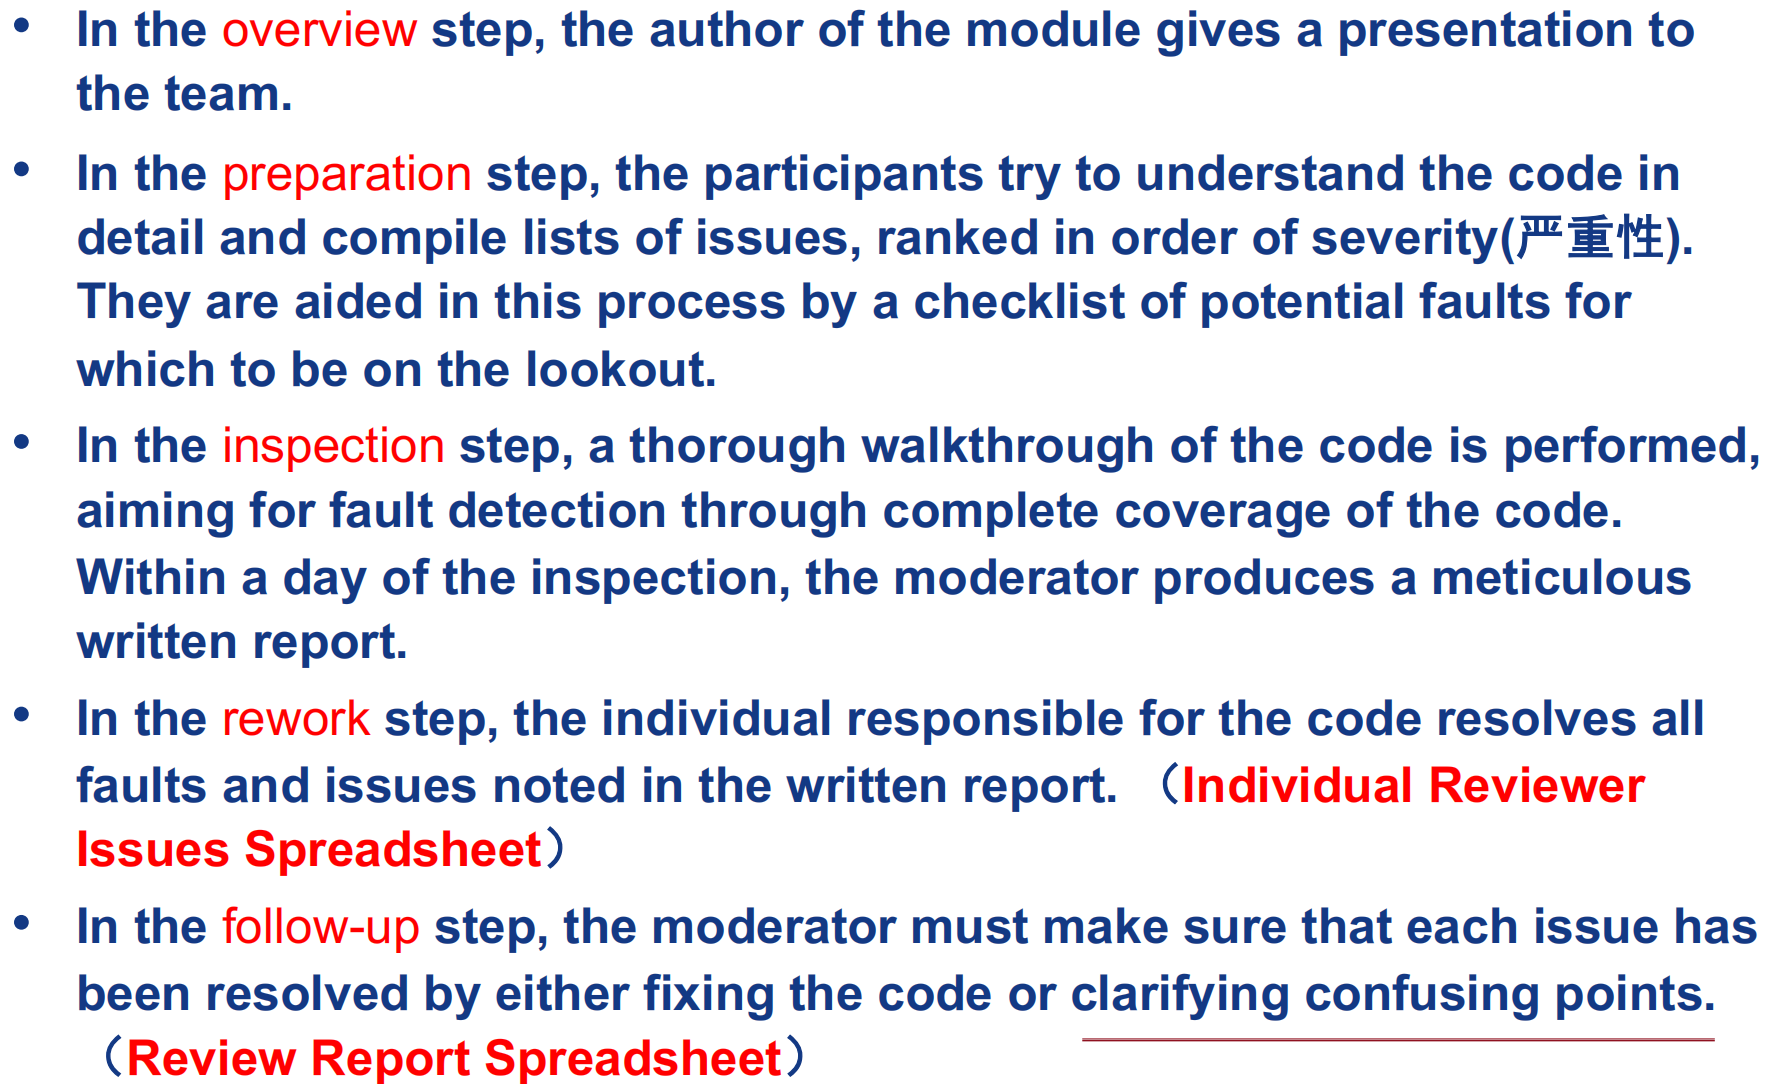 • In the overview step, the author of the module gives a presentation to
the team.
• In the preparation step, the participants try to understand the code in
detail and compile lists of issues, ranked in order of severity(严重性).
They are aided in this process by a checklist of potential faults for
which to be on the lookout.
• In the inspection step, a thorough walkthrough of the code is performed,
aiming for fault detection through complete coverage of the code.
Within a day of the inspection, the moderator produces a meticulous
written report.
• In the rework step, the individual responsible for the code resolves all
faults and issues noted in the written report. （Individual Reviewer
Issues Spreadsheet）
• In the follow-up step, the moderator must make sure that each issue has
been resolved by either fixing the code or clarifying confusing points.
（Review Report Spreadsheet）